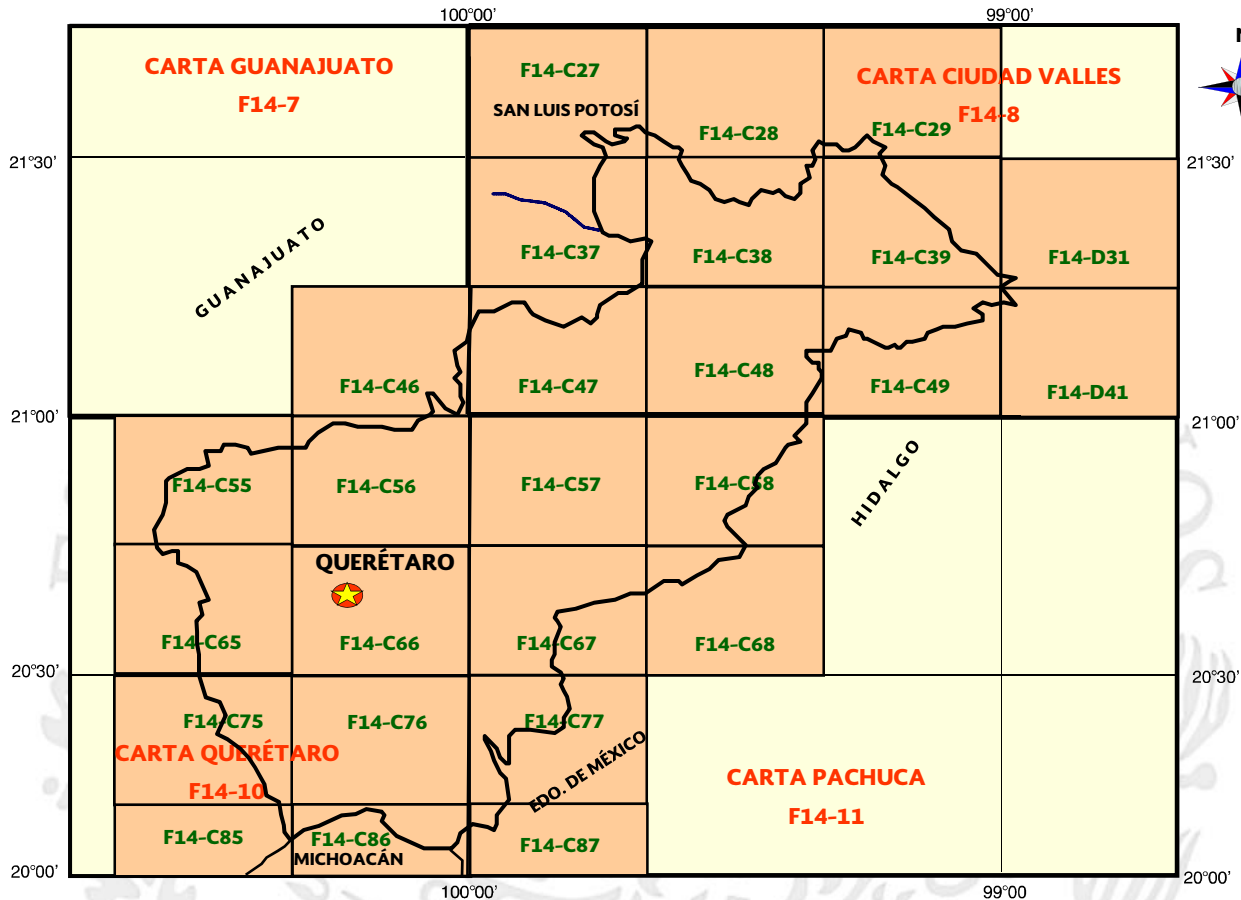 100°00'
99°00'
N
CARTA GUANAJUATO
F14-7
F14-C27
SAN LUIS POTOSÍ
F14-C28
CARTA CIUDAD VALLES
F14-8
F14-C29
21°30'
21°30'
GUANAJUATO
F14-C37
F14-C38
F14-C39
F14-D31
F14-C46
F14-C47
F14-C48
F14-C49
F14-D41
21°00'
21°00'
F14-C55
F14-C56
F14-C57
F14-C58
HIDALGO
QUERÉTARO
F14-C65
F14-C66
F14-C67
F14-C68
20°30'
20°30'
F14-C75
F14-C76
F14-C77
CARTA QUERÉTARO
F14-10
EDO. DE MÉXICO
CARTA PACHUCA
F14-11
F14-C85
F14-C86
MICHOACÁN
F14-C87
20°00'
20°00'
100°00'
99°00'